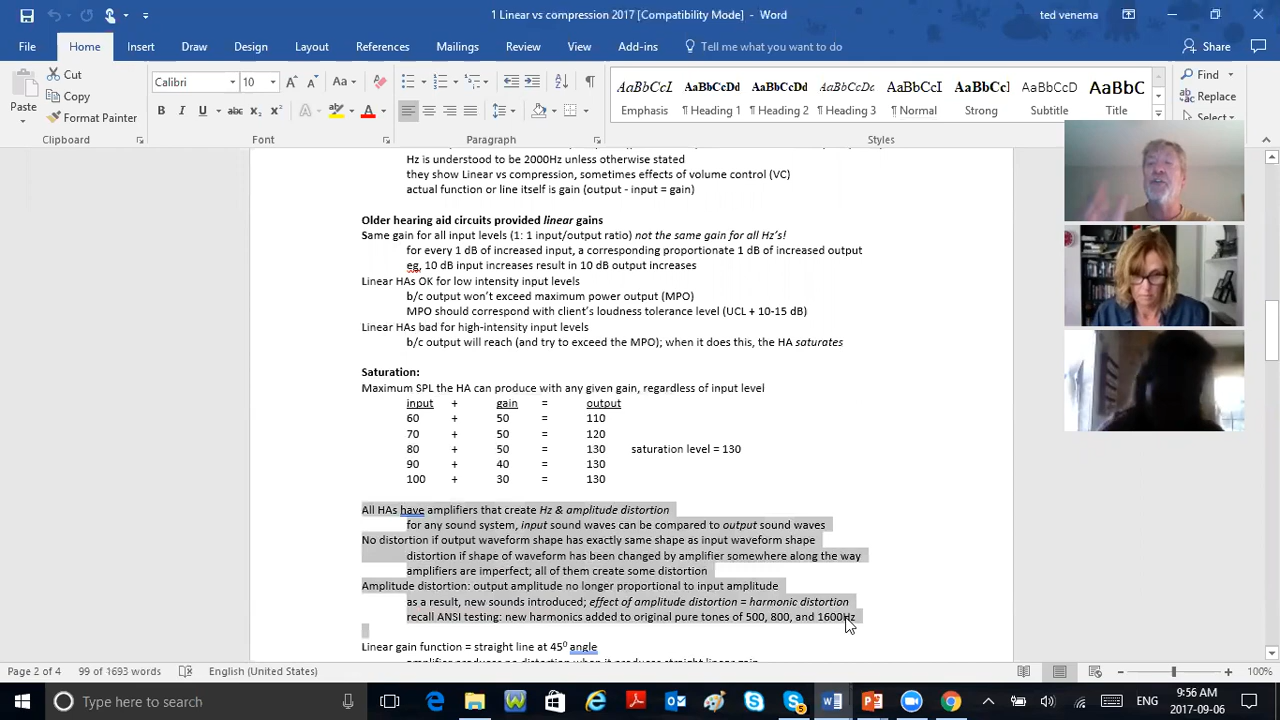 1 Linear vs compression 2017 [Compatibility Mode] - Word
ted venema
File Home Insert Draw Design Layout References Mailings Review View Add-ins Tell me what you want to do Share
Cut Calibri 10 Aa AaBbCcL AaBbCcDd AaBbCcDd AaBbCcDd AaBbCcI AaBbCcI AaBbCcD AaBbC Find
Paste Copy Replace
Format Painter B I U abc Emphasis ¶ Heading 1 ¶ Heading 2 ¶ Heading 3 ¶ Normal Strong Subtitle Title Select
Clipboard Font Paragraph Styles
Hz is understood to be 2000Hz unless otherwise stated
they show Linear vs compression, sometimes effects of volume control (VC)
actual function or line itself is gain (output - input = gain)
Older hearing aid circuits provided linear gains
Same gain for all input levels (1: 1 input/output ratio) not the same gain for all Hz's!
for every 1 dB of increased input, a corresponding proportionate 1 dB of increased output
eg. 10 dB input increases result in 10 dB output increases
Linear HAs OK for low intensity input levels
b/c output won't exceed maximum power output (MPO)
MPO should correspond with client's loudness tolerance level (UCL + 10-15 dB)
Linear HAs bad for high-intensity input levels
b/c output will reach (and try to exceed the MPO); when it does this, the HA saturates
Saturation:
Maximum SPL the HA can produce with any given gain, regardless of input level
input + gain = output
60 + 50 = 110
70 + 50 = 120
80 + 50 = 130 saturation level = 130
90 + 40 = 130
100 + 30 = 130
All HAs have amplifiers that create Hz & amplitude distortion
for any sound system, input sound waves can be compared to output sound waves
No distortion if output waveform shape has exactly same shape as input waveform shape
distortion if shape of waveform has been changed by amplifier somewhere along the way
amplifiers are imperfect; all of them create some distortion
Amplitude distortion: output amplitude no longer proportional to input amplitude
as a result, new sounds introduced; effect of amplitude distortion = harmonic distortion
recall ANSI testing: new harmonics added to original pure tones of 500, 800, and 1600Hz
Linear gain function = straight line at 45⁰ angle
amplifier produces no distortion when it produces straight linear gain
Page 2 of 4 99 of 1693 words English (United States) 100%
Type here to search ENG 9:56 AM
2017-09-06